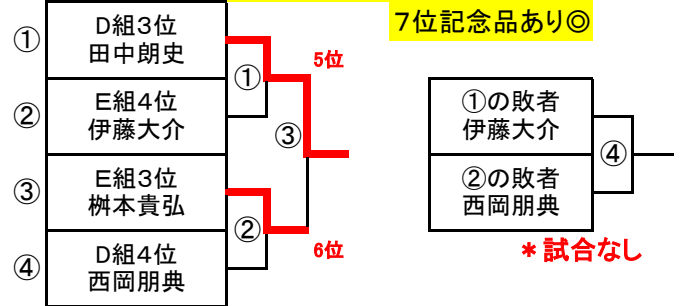 ７位記念品あり◎
①
D組３位
田中朗史
①
5位
②
E組４位
伊藤大介
③
③
E組３位
桝本貴弘
②
6位
④
D組４位
西岡朋典
①の敗者
伊藤大介
④
②の敗者
西岡朋典
＊試合なし